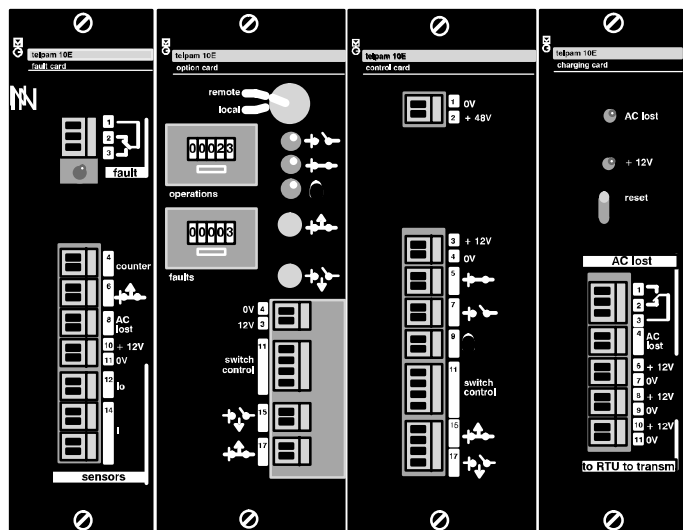 telpam 10E
fault card
1
2
3
fault
4
counter
6
8
AC
lost
10
+ 12V
11
0V
12
Io
14
I
sensors
telpam 10E
option card
remote
local
00023
operations
00003
faults
0V
4
12V
3
11
switch
control
15
17
telpam 10E
control card
1
0V
2
+ 48V
3
+ 12V
4
0V
5
7
9
11
switch
control
15
17
telpam 10E
charging card
AC lost
+ 12V
reset
AC lost
1
2
3
4
AC
lost
6
+ 12V
7
0V
8
+ 12V
9
0V
10
+ 12V
11
0V
to RTU to transm